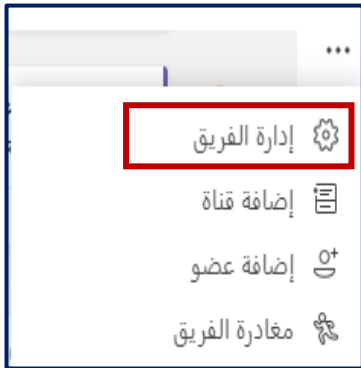 إدارة الفريق
إضافة قناة
إضافة عضو
مغادرة الفريق